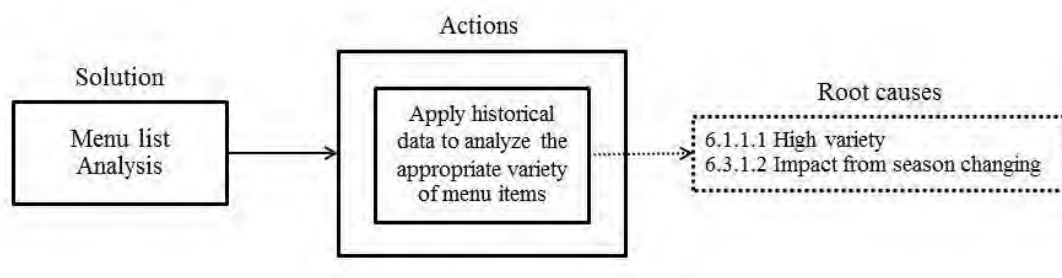 Actions
Solution
Menu list
Analysis
Apply historical
data to analyze the
appropriate variety
of menu items
Root causes
6.1.1.1 High variety
6.3.1.2 Impact from season changing